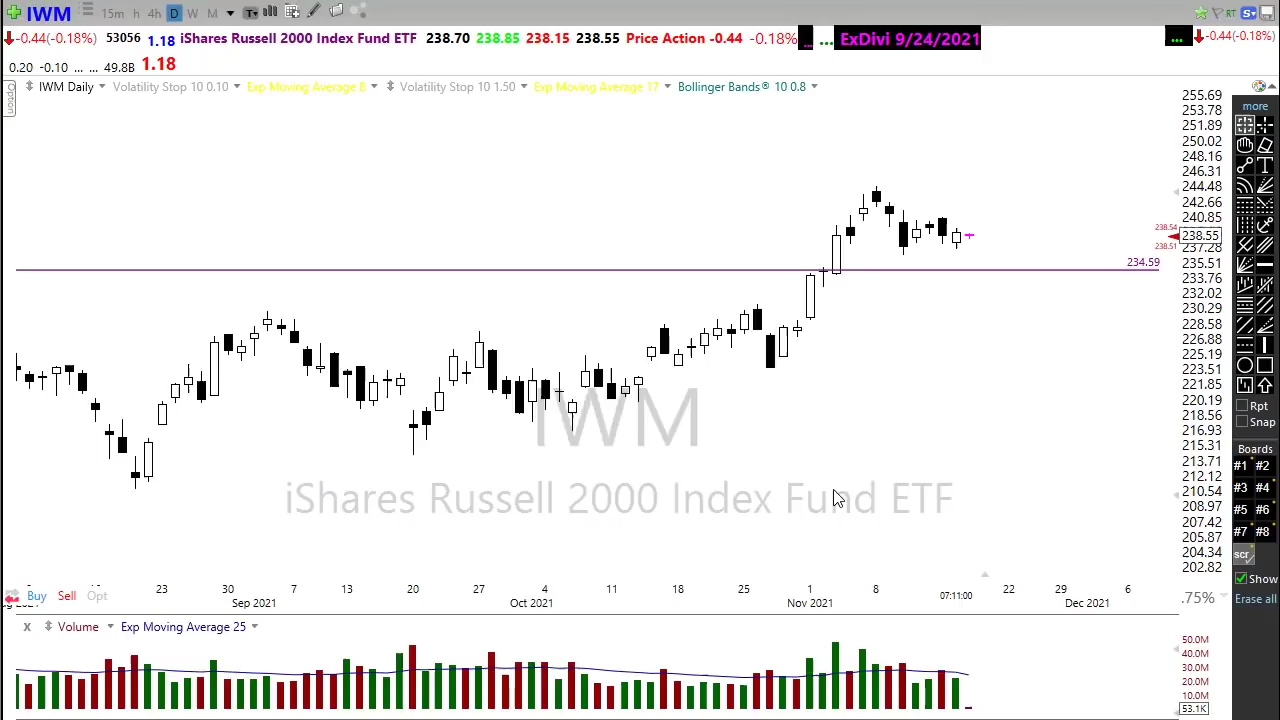 IWM 15m h 4h D W M T RT S
-0.44(-0.18%) 53056 1.18 iShares Russell 2000 Index Fund ETF 238.70 238.85 238.15 238.55 Price Action -0.44 -0.18% ... ... ExDivi 9/24/2021 ... -0.44(-0.18%)
0.20 -0.10 ... ... 49.8B 1.18
Option
IWM Daily Volatility Stop 10 0.10 Exp Moving Average 8 Volatility Stop 10 1.50 Exp Moving Average 17 Bollinger Bands® 10 0.8
255.69
253.78
251.89
250.02
248.16
246.31
244.48
242.66
240.85
238.54
238.55
238.51
237.28
234.59
235.51
233.76
232.02
230.29
228.58
226.88
225.19
223.51
221.85
220.19
218.56
216.93
215.31
213.71
212.12
210.54
208.97
207.42
205.87
204.34
202.82
IWM
iShares Russell 2000 Index Fund ETF
more
T
Rpt
Snap
Boards
#1 #2
#3 #4
#5 #6
#7 #8
scr
Show
Erase all
23 30 7 13 20 27 4 11 18 25 1 8 07:11:00 22 29 6
Buy Sell Opt .75%
Sep 2021 Oct 2021 Nov 2021 Dec 2021
X Volume Exp Moving Average 25
50.0M
40.0M
30.0M
20.0M
10.0M
53.1K